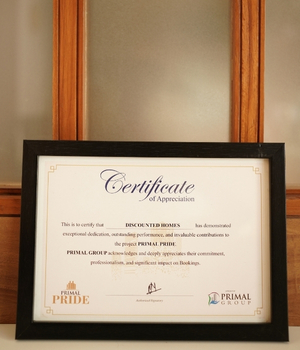 Certificate
of Appreciation
This is to certify that DISCOUNTED HOMES has demonstrated
exceptional dedication, outstanding performance, and invaluable contributions to
the project PRIMAL PRIDE
PRIMAL GROUP acknowledges and deeply appreciates their commitment,
professionalism, and significant impact on Bookings.
PRIMAL
PRIDE
PRIMAL
GROUP